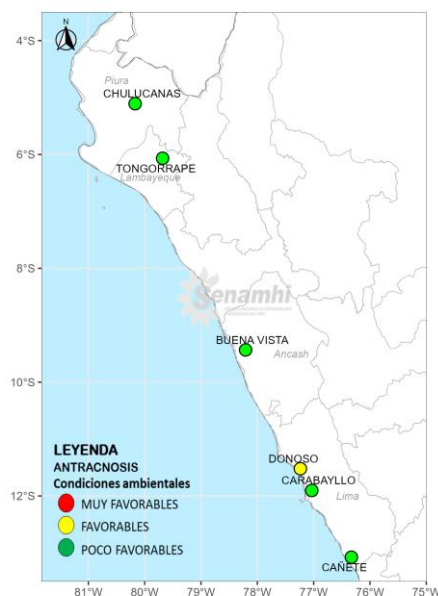 N
4°S
Piura
CHULUCANAS
6°S
TONGORRAPE
Lambayeque
8°S
Senamhi
BUENA VISTA
Ancash
10°S
LEYENDA
ANTRACNOSIS
Condiciones ambientales
MUY FAVORABLES
FAVORABLES
POCO FAVORABLES
DONOSO
CARABAYLLO
Lima
12°S
CAÑETE
81°W 80°W 79°W 78°W 77°W 76°W 75°W